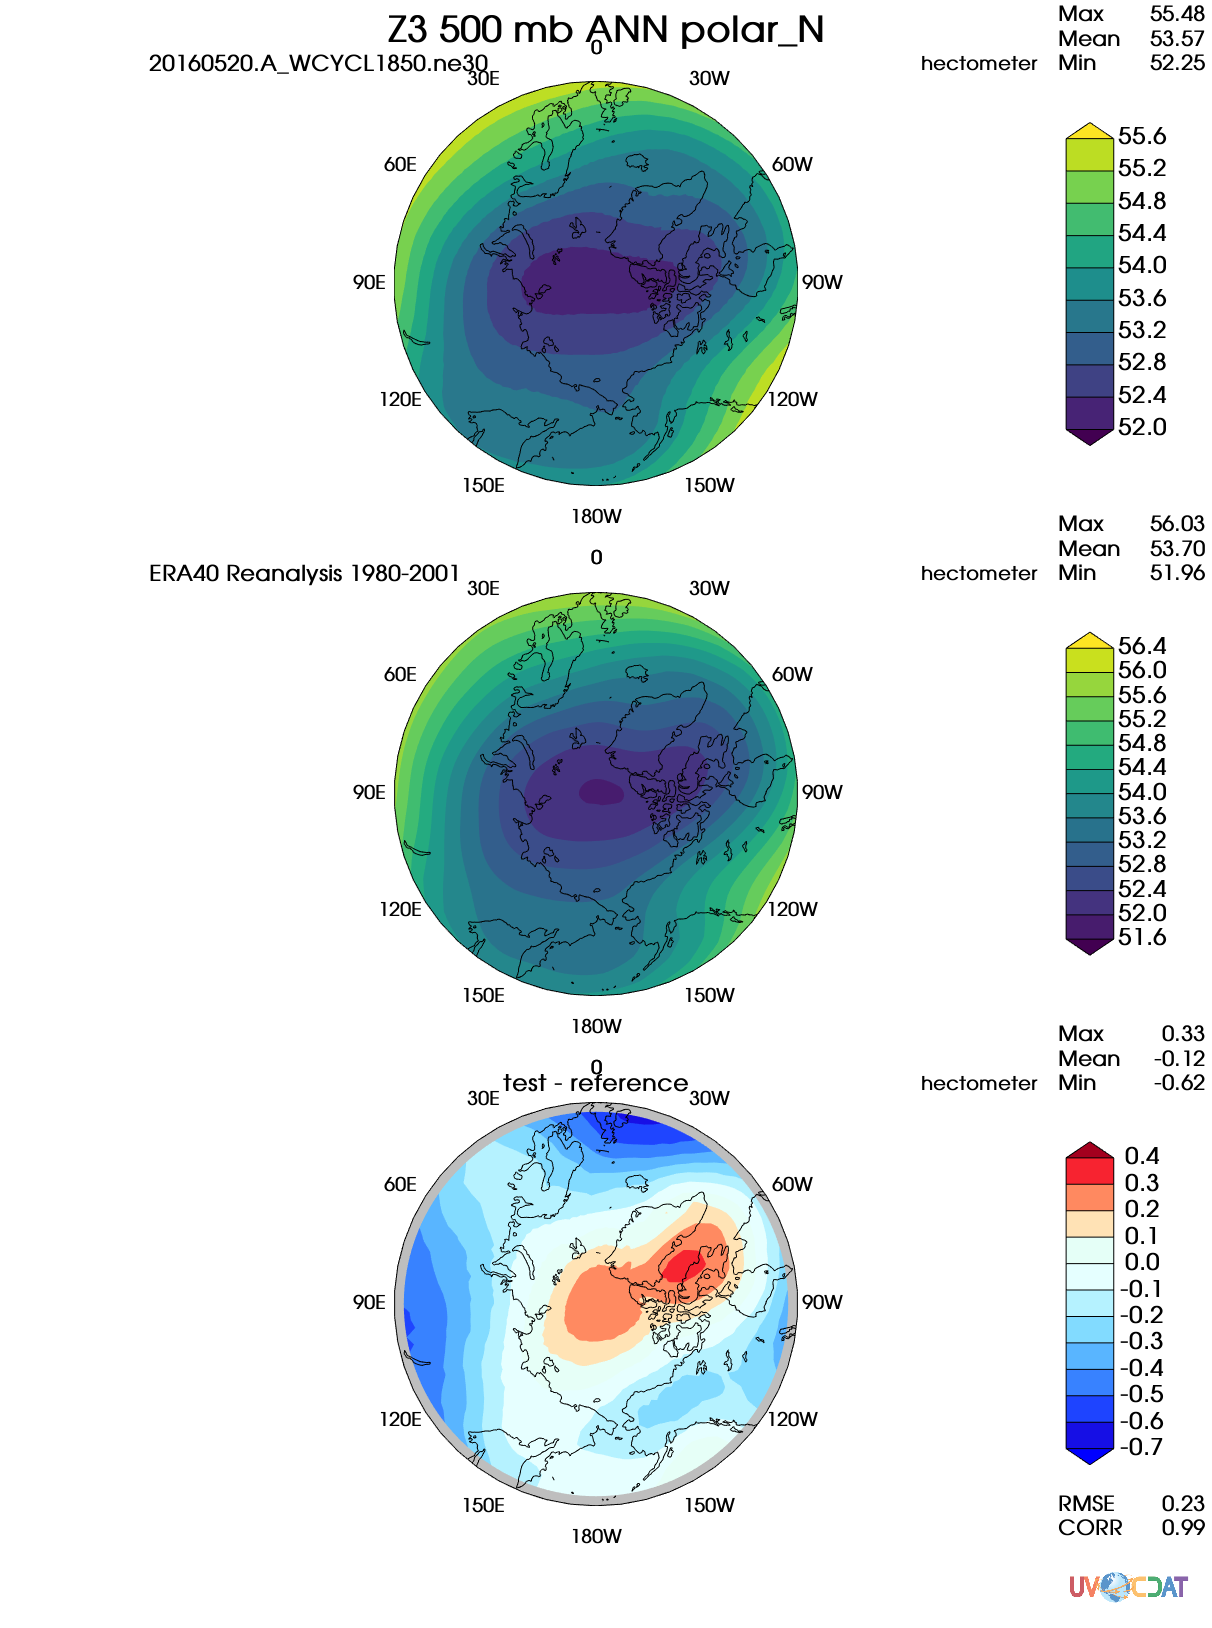 Z3 500 mb ANN polar_N
20160520.A_WCYCL1850.ne30
hectometer
Max 55.48
Mean 53.57
Min 52.25
0
30E 30W
60E 60W
90E 90W
120E 120W
150E 150W
180W
55.6
55.2
54.8
54.4
54.0
53.6
53.2
52.8
52.4
52.0
ERA40 Reanalysis 1980-2001
hectometer
Max 56.03
Mean 53.70
Min 51.96
0
30E 30W
60E 60W
90E 90W
120E 120W
150E 150W
180W
56.4
56.0
55.6
55.2
54.8
54.4
54.0
53.6
53.2
52.8
52.4
52.0
51.6
test - reference
hectometer
Max 0.33
Mean -0.12
Min -0.62
0
30E 30W
60E 60W
90E 90W
120E 120W
150E 150W
180W
0.4
0.3
0.2
0.1
0.0
-0.1
-0.2
-0.3
-0.4
-0.5
-0.6
-0.7
RMSE 0.23
CORR 0.99
UV CDAT